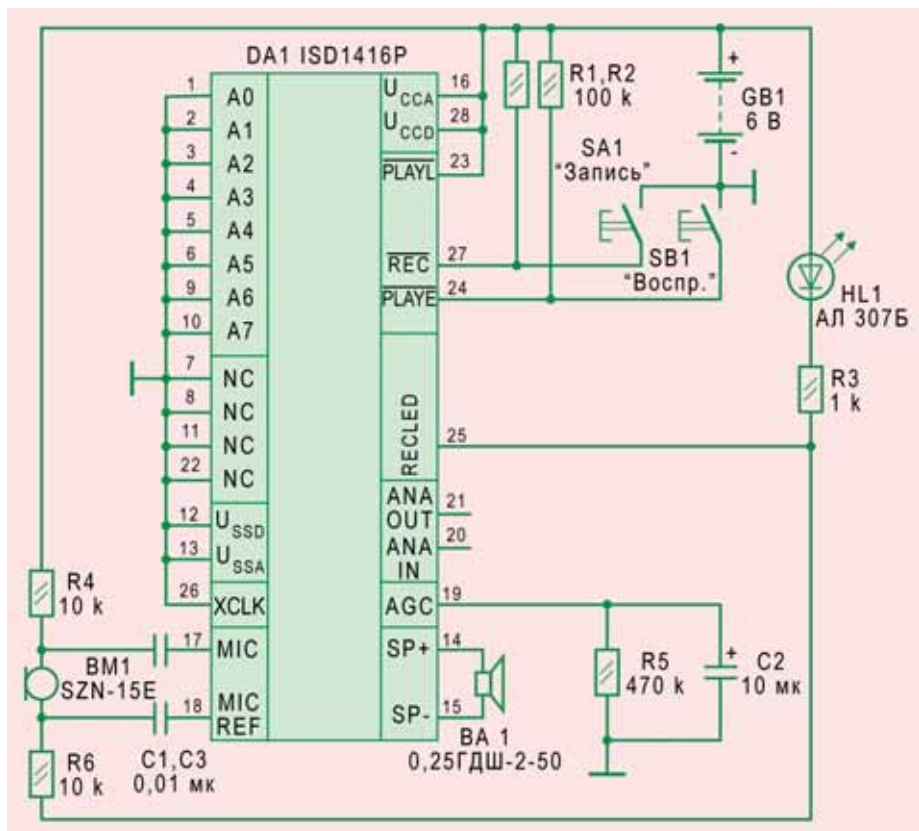 DA1 ISD1416P
1 A0
2 A1
3 A2
4 A3
5 A4
6 A5
9 A6
10 A7
7 NC
8 NC
11 NC
22 NC
12 USSD
13 USSA
26 XCLK
17 MIC
18 MIC REF
UCCA 16
UCCD 28
PLAYL 23
REC 27
PLAYE 24
RECLED 25
ANA OUT 21
ANA IN 20
AGC 19
SP+ 14
SP- 15
R1,R2
100 k
+
GB1
6 В
-
SA1
"Запись"
SB1
"Воспр."
HL1
АЛ 307Б
R3
1 k
R4
10 k
BM1
SZN-15E
R6
10 k
C1,C3
0,01 мк
BA 1
0,25ГДШ-2-50
R5
470 k
+
C2
10 мк